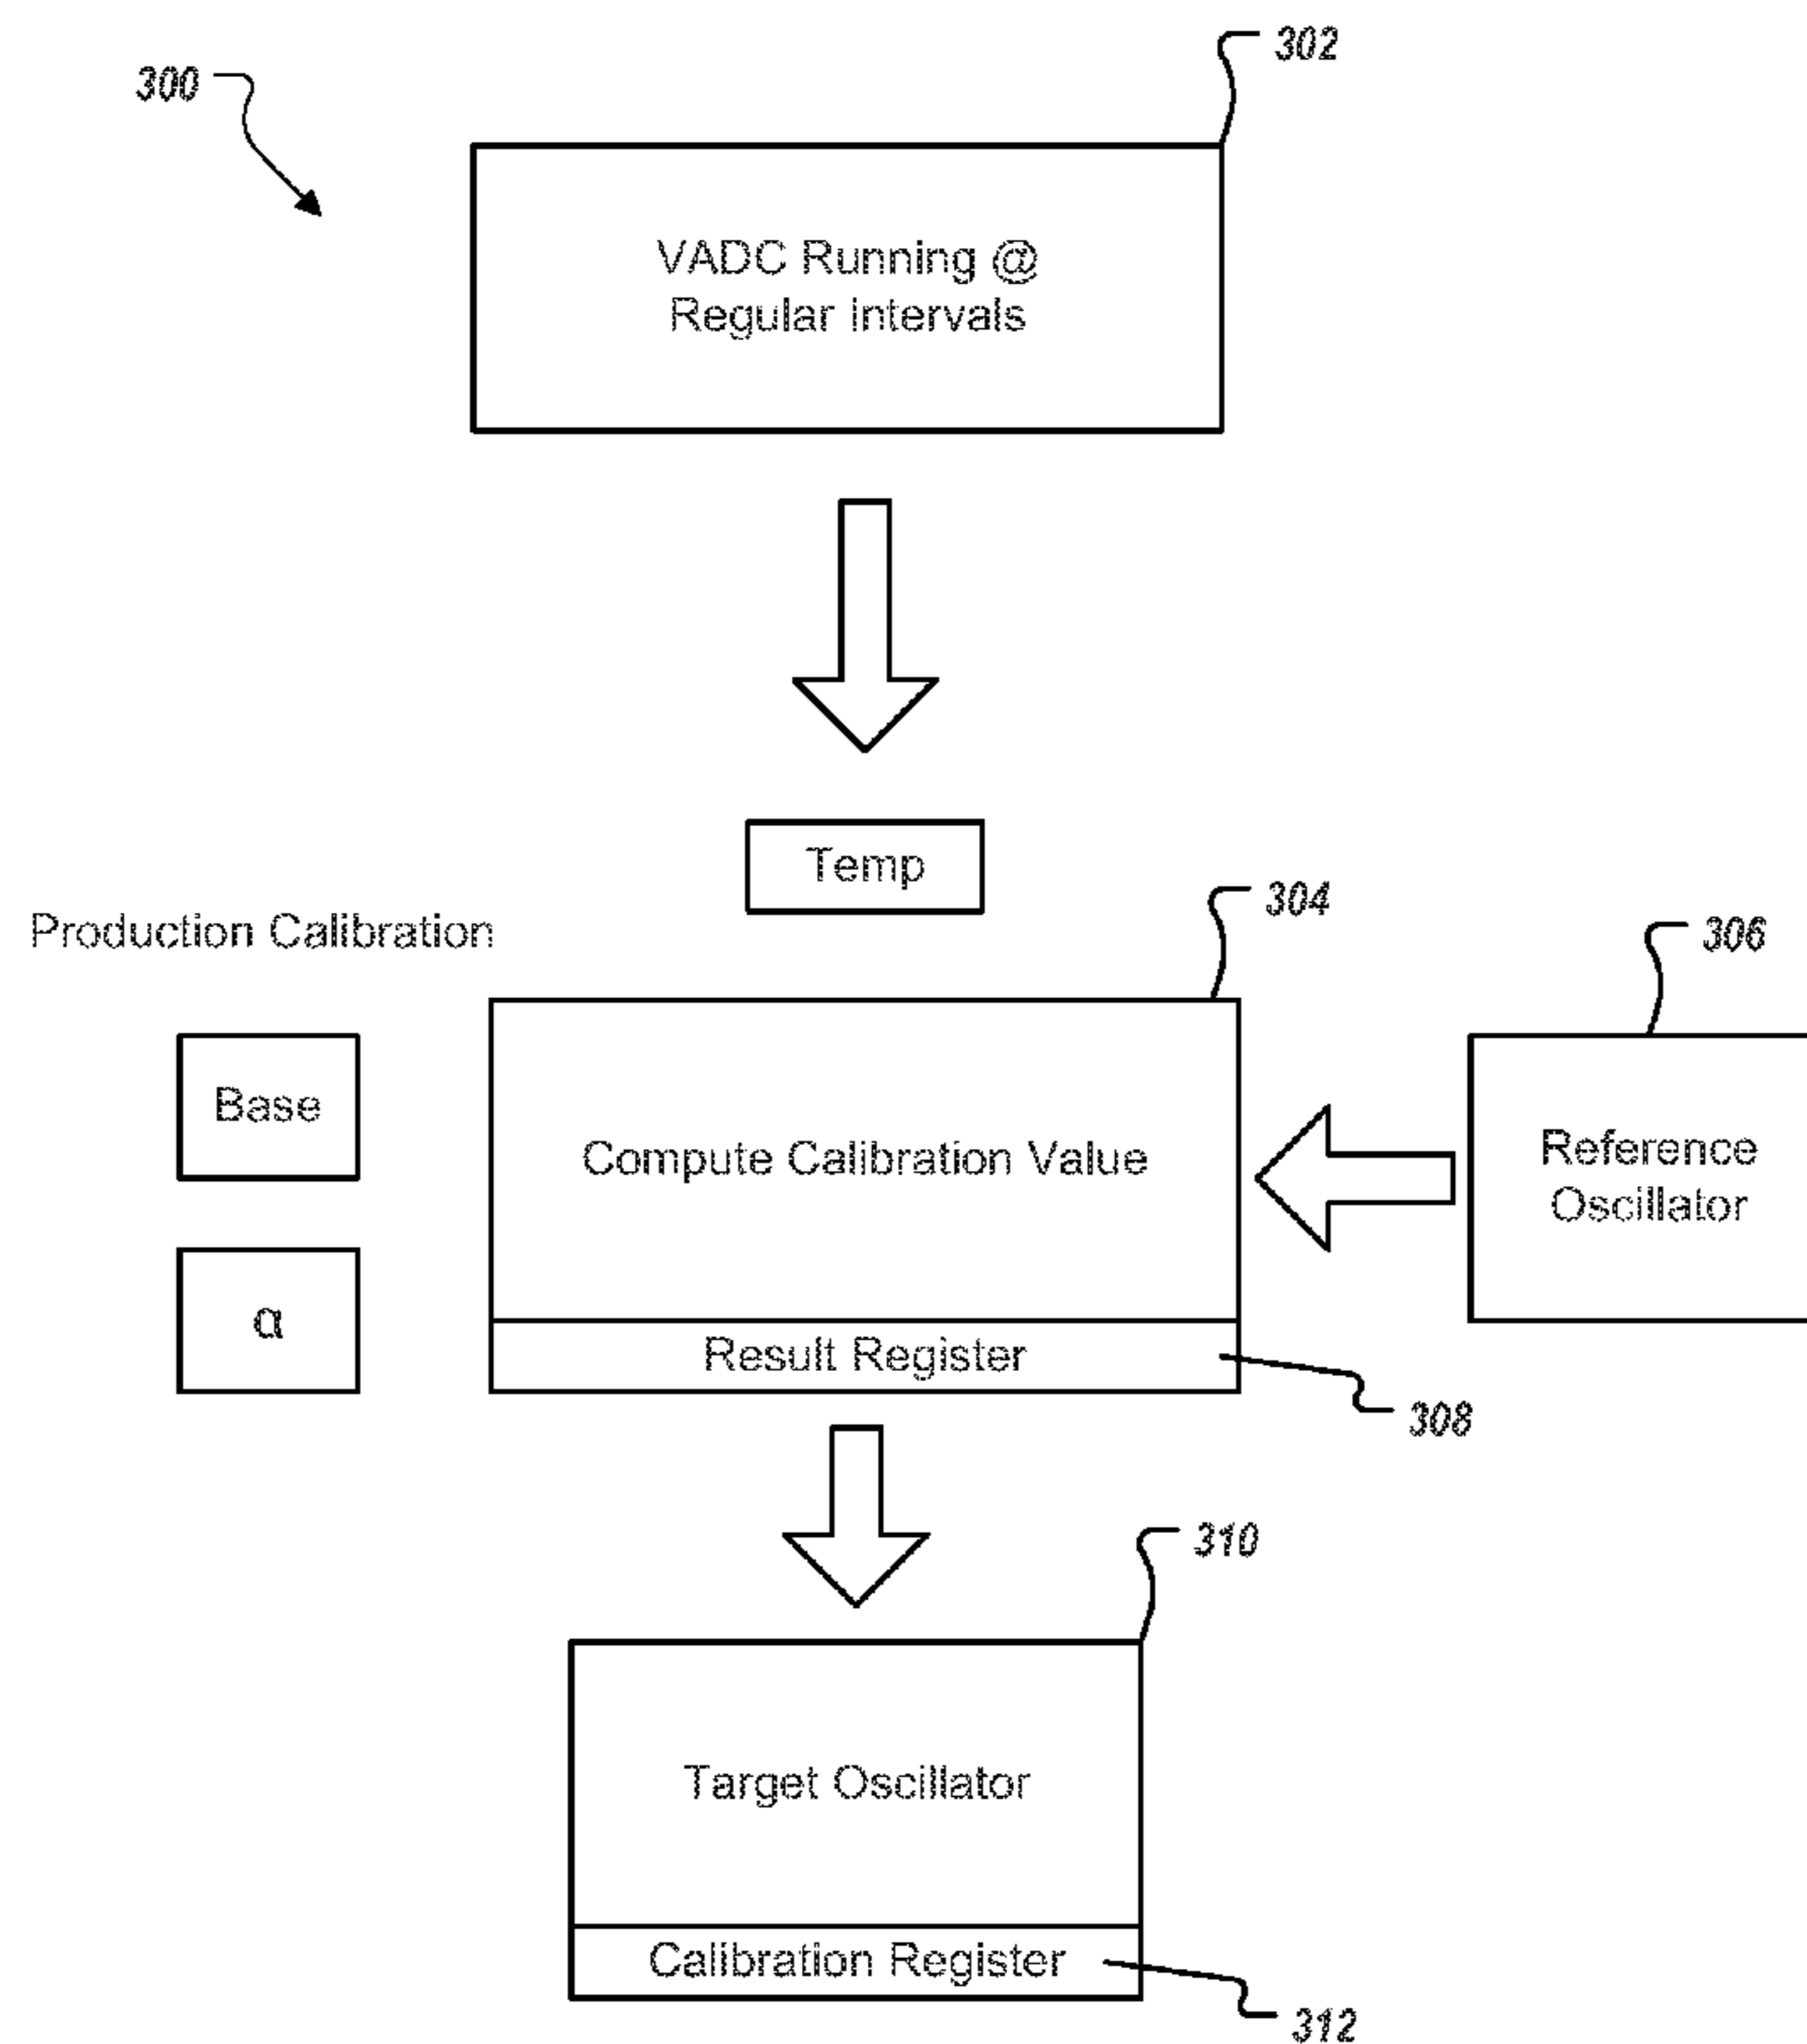 302
300
VADC Running @
Regular Intervals
Temp
304
Production Calibration
306
Base
Compute Calibration Value
Reference
Oscillator
α
Result Register
308
310
Target Oscillator
Calibration Register
312